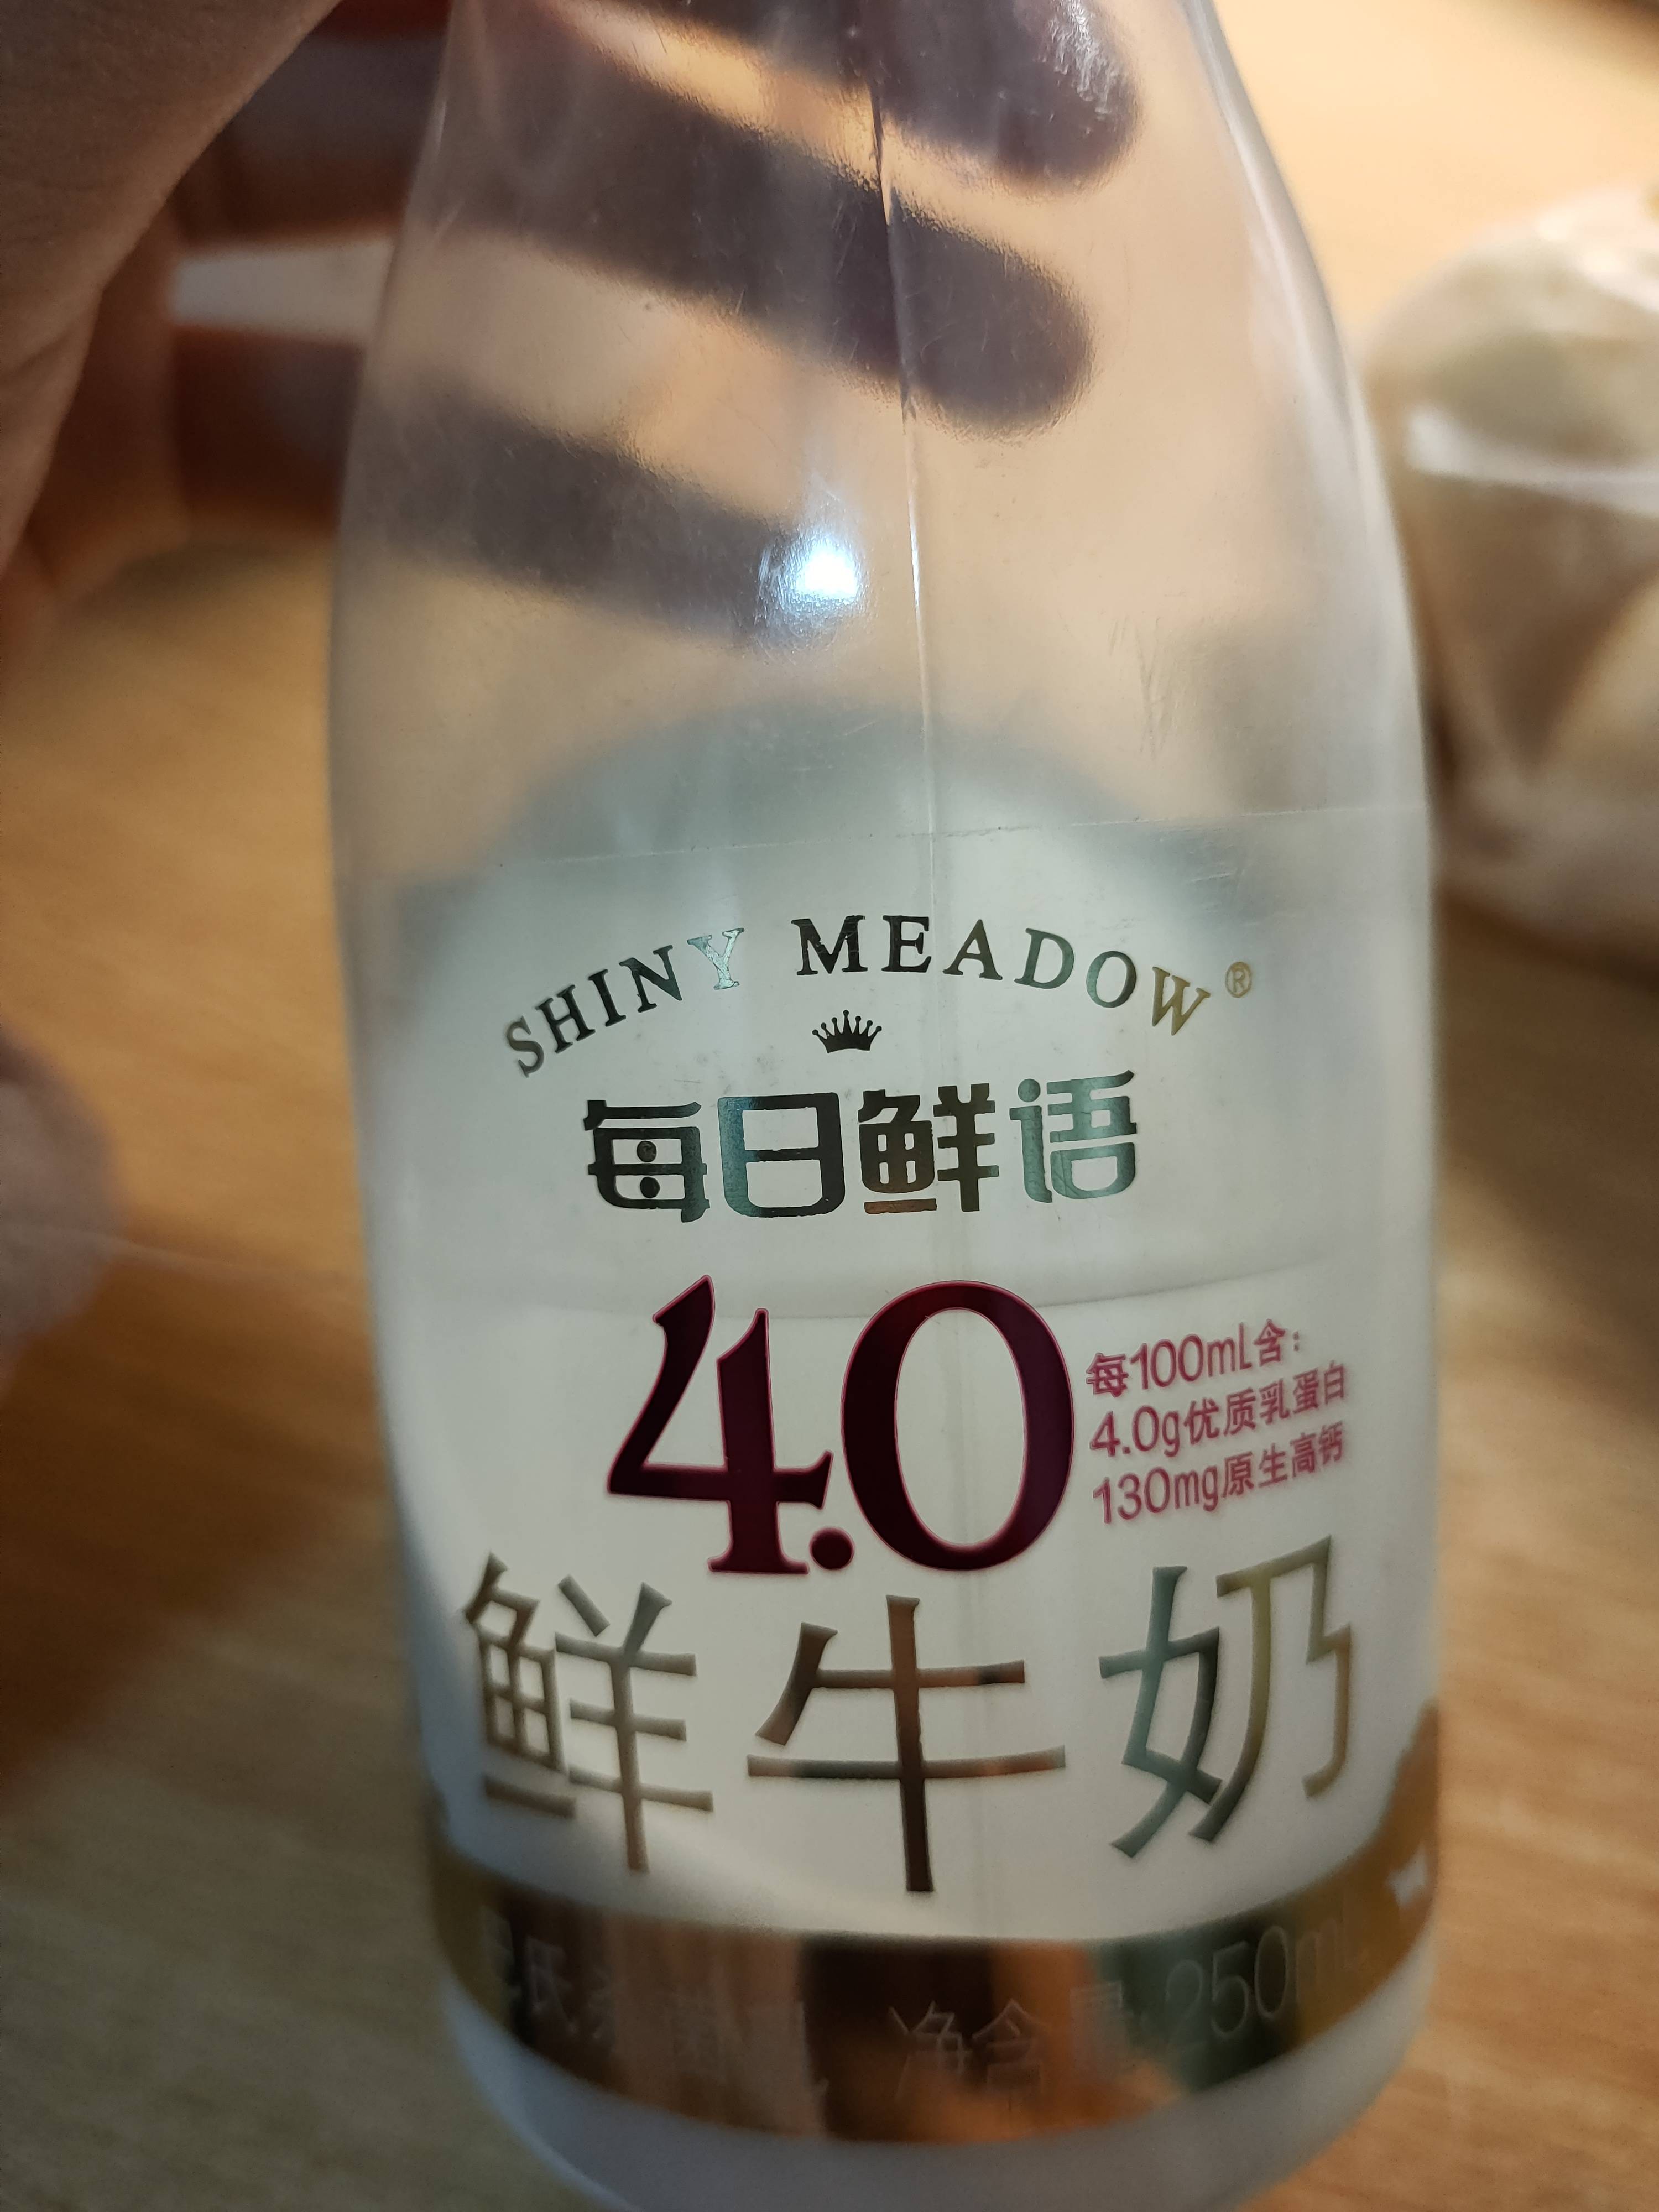 SHINY MEADOW®
每日鲜语
4.0
每100mL含:
4.0g优质乳蛋白
130mg原生高钙
鲜牛奶
净含量:250mL